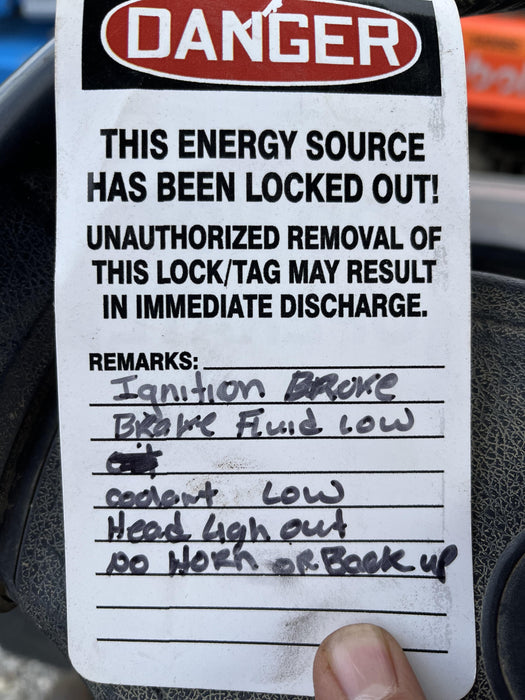 DANGER
THIS ENERGY SOURCE
HAS BEEN LOCKED OUT!
UNAUTHORIZED REMOVAL OF
THIS LOCK/TAG MAY RESULT
IN IMMEDIATE DISCHARGE.
REMARKS:
Ignition BROKE
BRake Fluid LOW
coolant LOW
Head Ligh out
NO HORN OR Back up